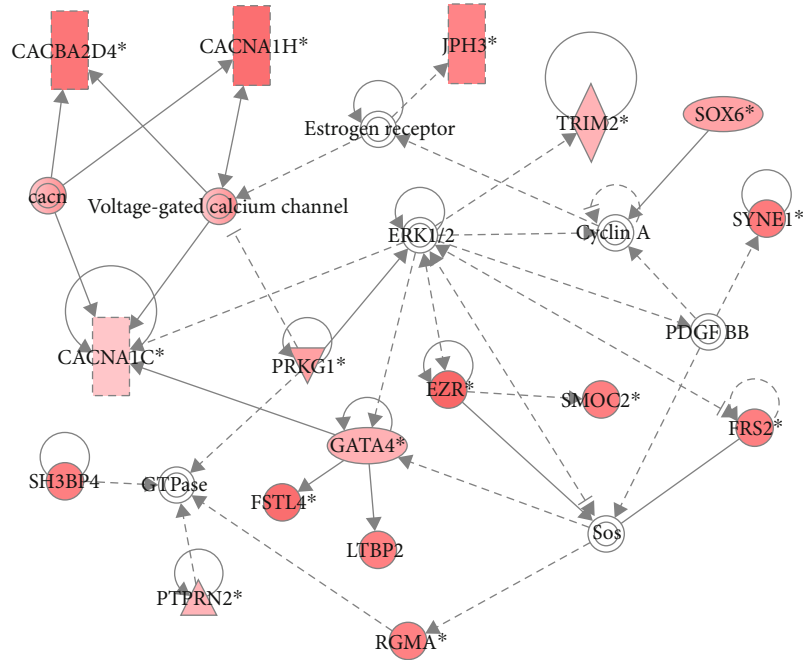 CACBA2D4*
CACNA1H*
JPH3*
Estrogen receptor
TRIM2*
SOX6*
cacn
Voltage-gated calcium channel
ERK1/2
Cyclin A
SYNE1*
CACNA1C*
PRKG1*
PDGF BB
EZR*
SMOC2*
FRS2*
GATA4*
SH3BP4
GTPase
FSTL4*
LTBP2
Sos
PTPRN2*
RGMA*